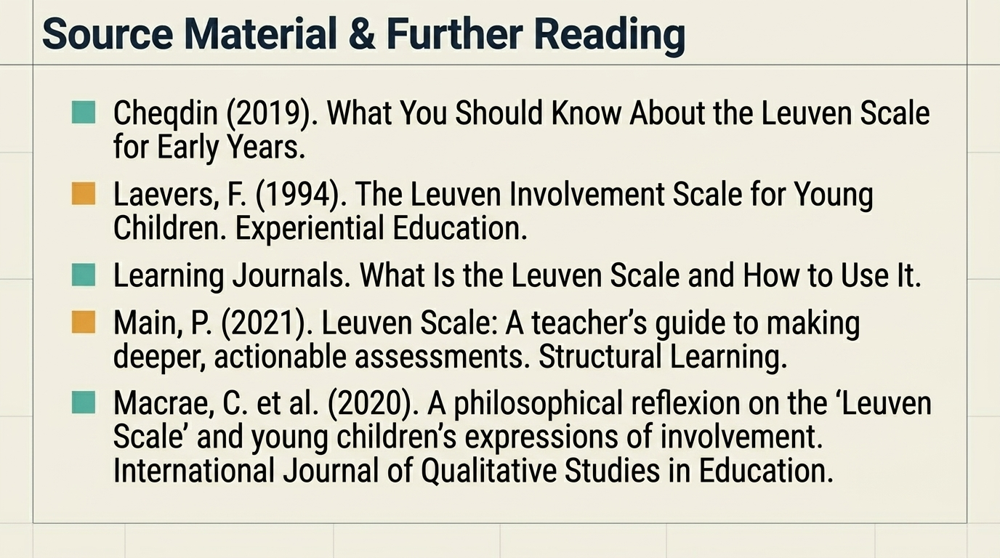 Source Material & Further Reading
Cheqdin (2019). What You Should Know About the Leuven Scale
for Early Years.
Laevers, F. (1994). The Leuven Involvement Scale for Young
Children. Experiential Education.
Learning Journals. What Is the Leuven Scale and How to Use It.
Main, P. (2021). Leuven Scale: A teacher’s guide to making
deeper, actionable assessments. Structural Learning.
Macrae, C. et al. (2020). A philosophical reflexion on the ‘Leuven
Scale’ and young children’s expressions of involvement.
International Journal of Qualitative Studies in Education.